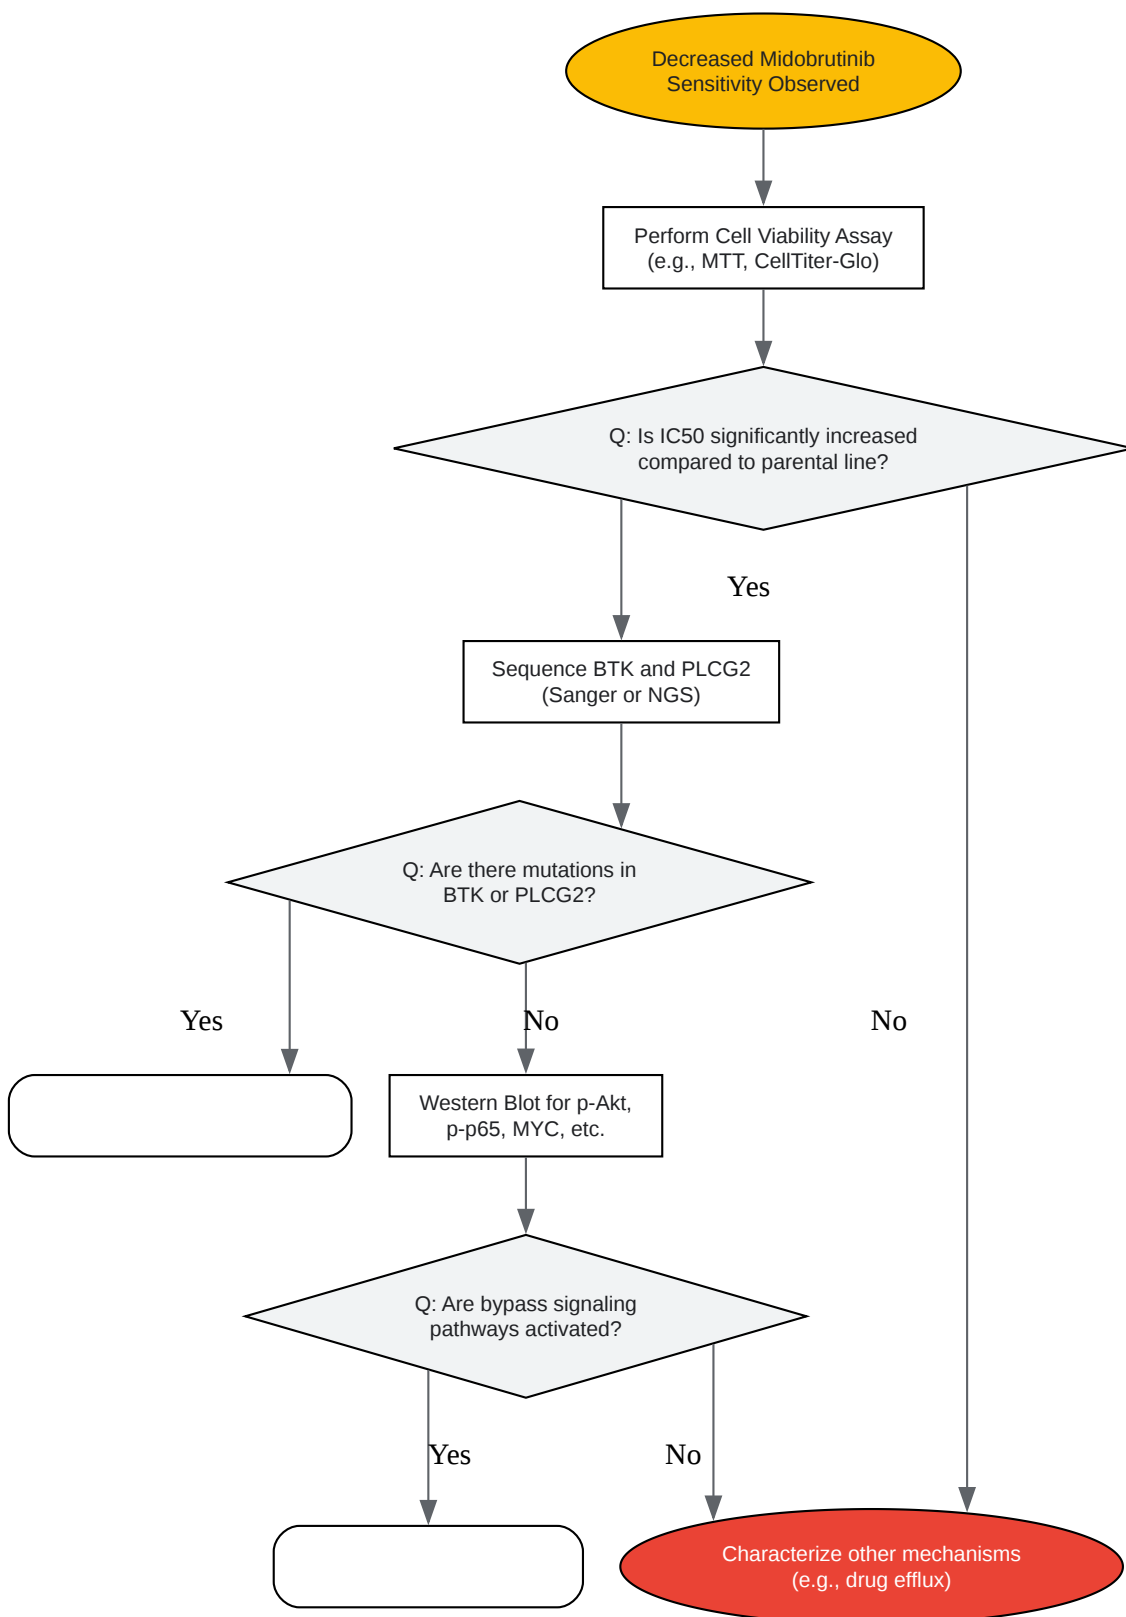 Decreased Midobrutinib
Sensitivity Observed
Perform Cell Viability Assay
(e.g., MTT, CellTiter-Glo)
Q: Is IC50 significantly increased
compared to parental line?
Yes
Sequence BTK and PLCG2
(Sanger or NGS)
Q: Are there mutations in
BTK or PLCG2?
Yes
No
No
Western Blot for p-Akt,
p-p65, MYC, etc.
Q: Are bypass signaling
pathways activated?
Yes
No
Characterize other mechanisms
(e.g., drug efflux)